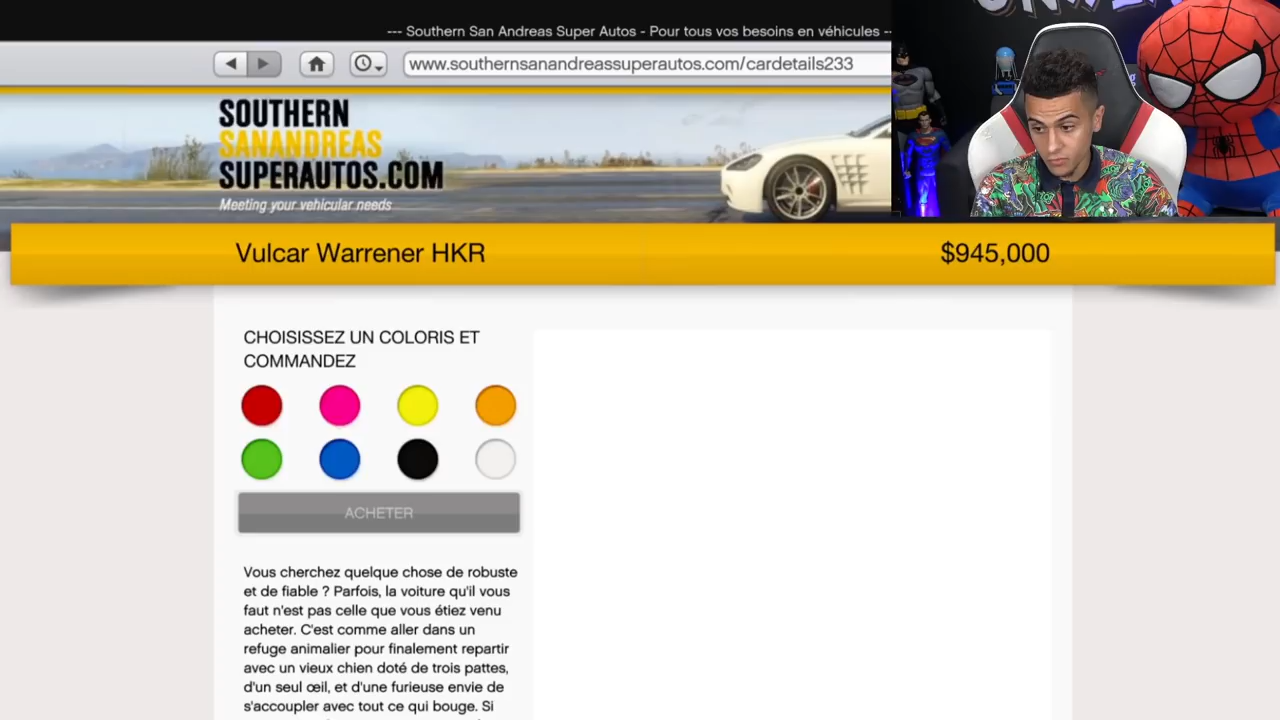 --- Southern San Andreas Super Autos - Pour tous vos besoins en véhicules --
www.southernsanandreassuperautos.com/cardetails233
SOUTHERN
SANANDREAS
SUPERAUTOS.COM
Meeting your vehicular needs
Vulcar Warrener HKR $945,000
CHOISISSEZ UN COLORIS ET
COMMANDEZ
ACHETER
Vous cherchez quelque chose de robuste
et de fiable ? Parfois, la voiture qu'il vous
faut n'est pas celle que vous étiez venu
acheter. C'est comme aller dans un
refuge animalier pour finalement repartir
avec un vieux chien doté de trois pattes,
d'un seul œil, et d'une furieuse envie de
s'accoupler avec tout ce qui bouge. Si